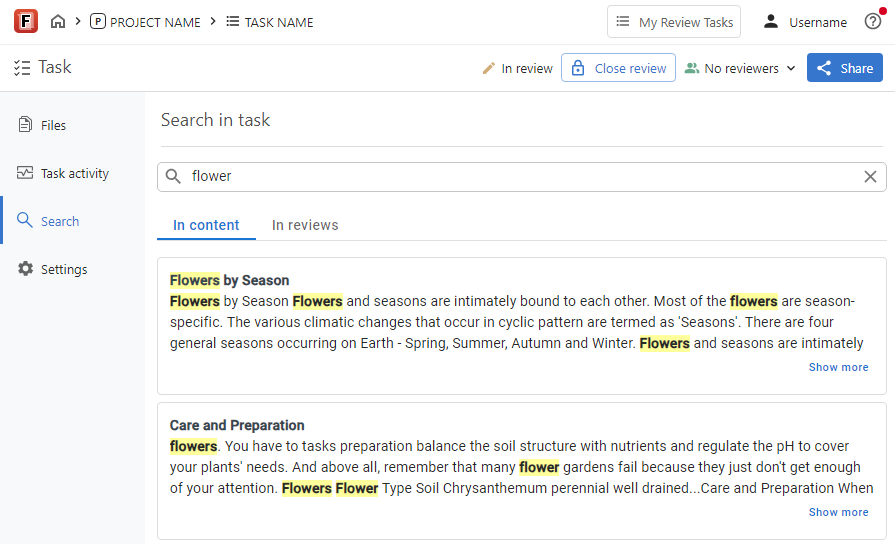 F
P PROJECT NAME
TASK NAME
My Review Tasks
Username
?
Task
In review
Close review
No reviewers
Share
Files
Task activity
Search
Settings
Search in task
flower
In content
In reviews
Flowers by Season
Flowers by Season Flowers and seasons are intimately bound to each other. Most of the flowers are season-
specific. The various climatic changes that occur in cyclic pattern are termed as 'Seasons'. There are four
general seasons occurring on Earth - Spring, Summer, Autumn and Winter. Flowers and seasons are intimately
Show more
Care and Preparation
flowers. You have to tasks preparation balance the soil structure with nutrients and regulate the pH to cover
your plants' needs. And above all, remember that many flower gardens fail because they just don't get enough
of your attention. Flowers Flower Type Soil Chrysanthemum perennial well drained...Care and Preparation When
Show more